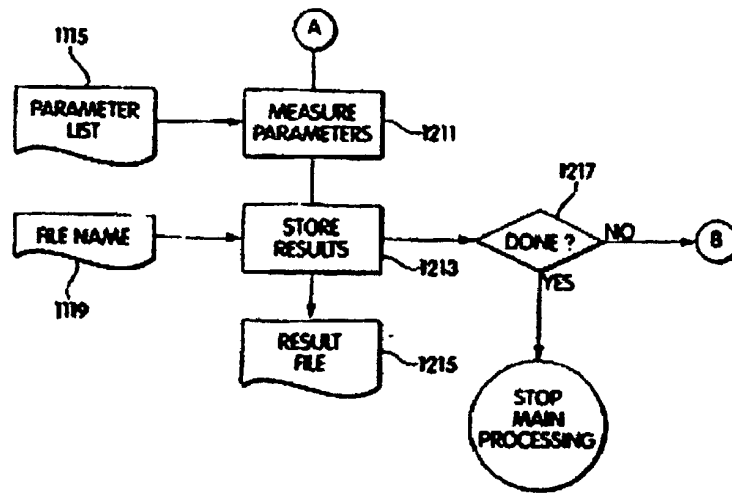 1115
A
PARAMETER
LIST
MEASURE
PARAMETERS
1211
1217
FILE NAME
STORE
RESULTS
DONE ?
NO
B
1119
1213
YES
RESULT
FILE
1215
STOP
MAIN
PROCESSING